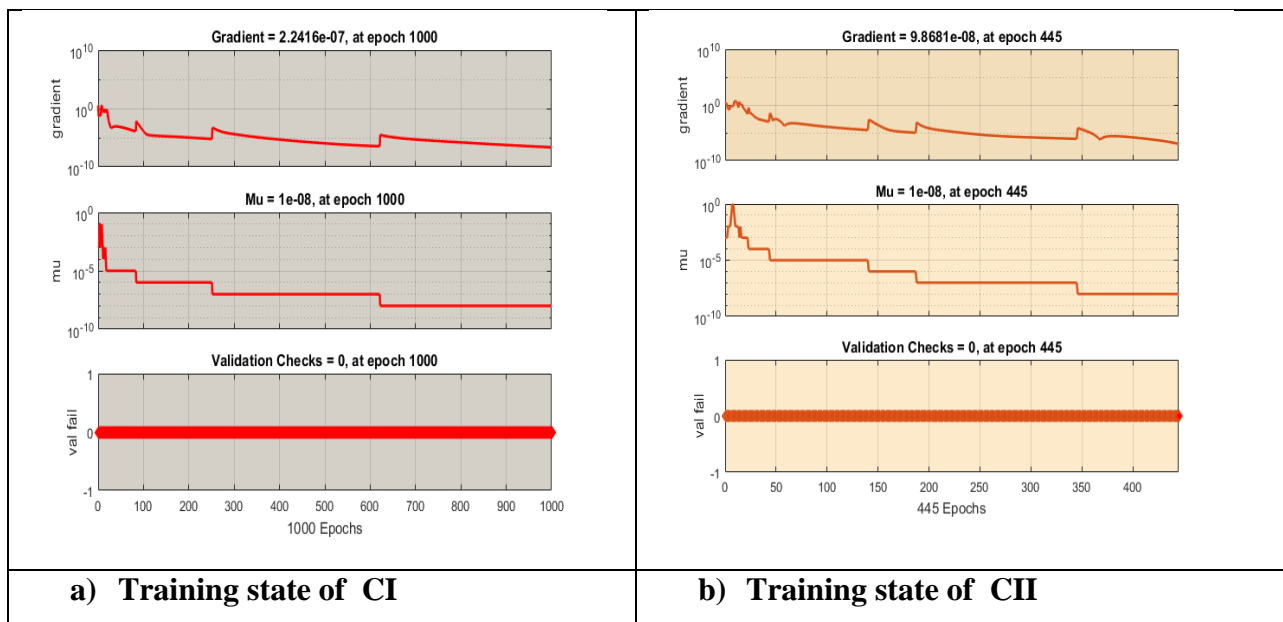 Gradient = 2.2416e-07, at epoch 1000
10^10
10^0
10^-10
gradient
Mu = 1e-08, at epoch 1000
10^0
10^-5
10^-10
mu
Validation Checks = 0, at epoch 1000
1
0
-1
val fail
0 100 200 300 400 500 600 700 800 900 1000
1000 Epochs
a) Training state of CI
Gradient = 9.8681e-08, at epoch 445
10^10
10^0
10^-10
gradient
Mu = 1e-08, at epoch 445
10^0
10^-5
10^-10
mu
Validation Checks = 0, at epoch 445
1
0
-1
val fail
0 50 100 150 200 250 300 350 400
445 Epochs
b) Training state of CII